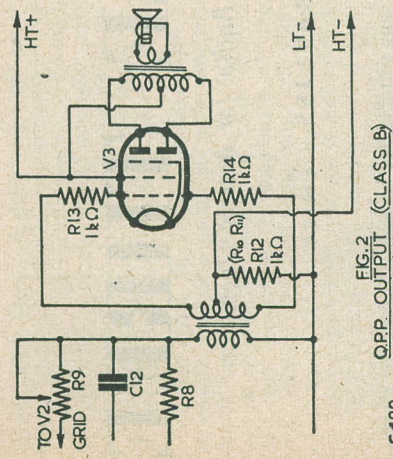 HT+
LT-
HT-
V3
R13
1kΩ
R14
1kΩ
(R10 R11)
R12
1kΩ
TO V2
GRID
R9
C12
R8
FIG.2
Q.P.P. OUTPUT (CLASS B)